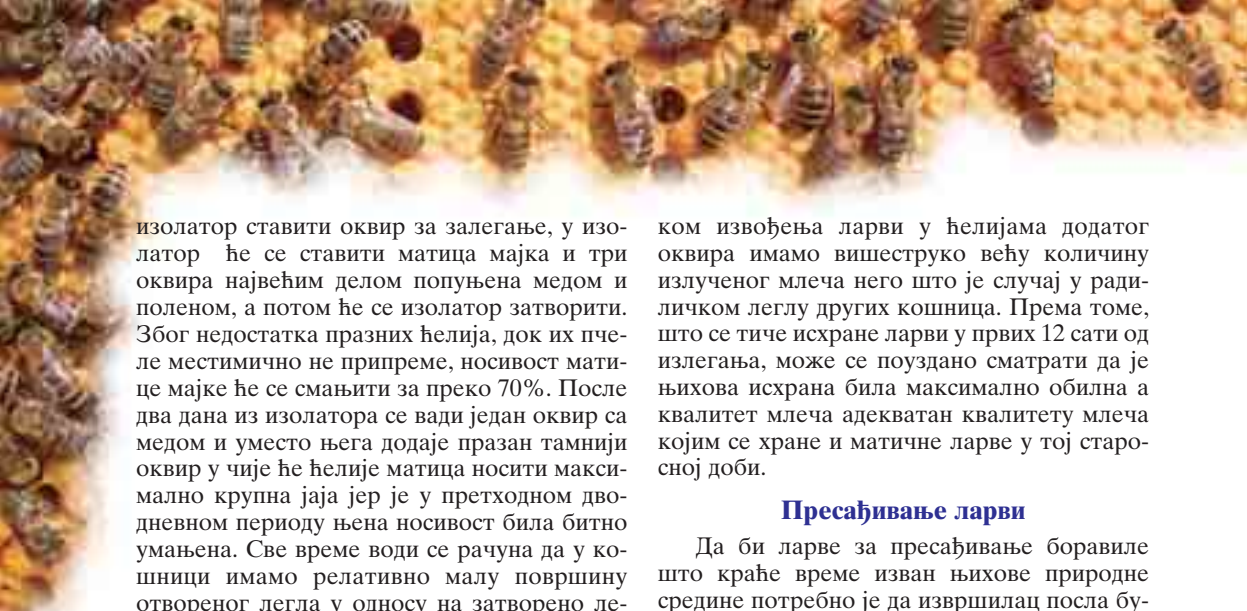 изолатор ставити оквир за залегање, у изо-
латор ће се ставити матица мајка и три
оквира највећим делом попуњена медом и
поленом, а потом ће се изолатор затворити.
Због недостатка празних ћелија, док их пче-
ле местимично не припреме, носивост мати-
це мајке ће се смањити за преко 70%. После
два дана из изолатора се вади један оквир са
медом и уместо њега додаје празан тамнији
оквир у чије ће ћелије матица носити макси-
мално крупна јаја јер је у претходном дво-
дневном периоду њена носивост била битно
умањена. Све време води се рачуна да у ко-
шници имамо релативно малу површину
отвореног легла у односу на затворено ле-
ком извођења ларви у ћелијама додатог
оквира имамо вишеструко већу количину
излученог млеча него што је случај у ради-
личком леглу других кошница. Према томе,
што се тиче исхране ларви у првих 12 сати од
излегања, може се поуздано сматрати да је
њихова исхрана била максимално обилна а
квалитет млеча адекватан квалитету млеча
којим се хране и матичне ларве у тој старо-
сној доби.
Пресађивање ларви
Да би ларве за пресађивање боравиле
што краће време изван њихове природне
средине потребно је да извршилац посла бу-